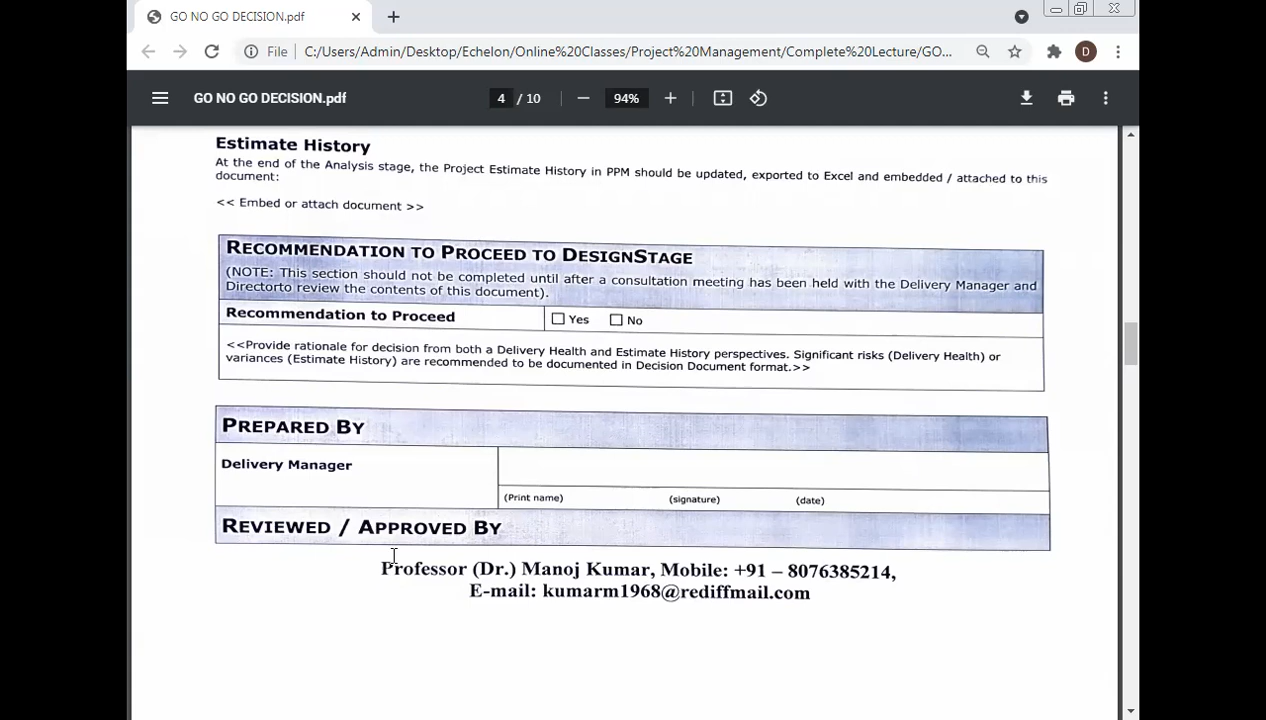 GO NO GO DECISION.pdf
File C:/Users/Admin/Desktop/Echelon/Online%20Classes/Project%20Management/Complete%20Lecture/GO...
D
GO NO GO DECISION.pdf 4 / 10 94%
Estimate History
At the end of the Analysis stage, the Project Estimate History in PPM should be updated, exported to Excel and embedded / attached to this
document:
<< Embed or attach document >>
RECOMMENDATION TO PROCEED TO DESIGNSTAGE
(NOTE: This section should not be completed until after a consultation meeting has been held with the Delivery Manager and
Directorto review the contents of this document).
Recommendation to Proceed Yes No
<<Provide rationale for decision from both a Delivery Health and Estimate History perspectives. Significant risks (Delivery Health) or
variances (Estimate History) are recommended to be documented in Decision Document format.>>
PREPARED BY
Delivery Manager
(Print name) (signature) (date)
REVIEWED / APPROVED BY
Professor (Dr.) Manoj Kumar, Mobile: +91 – 8076385214,
E-mail: kumarm1968@rediffmail.com